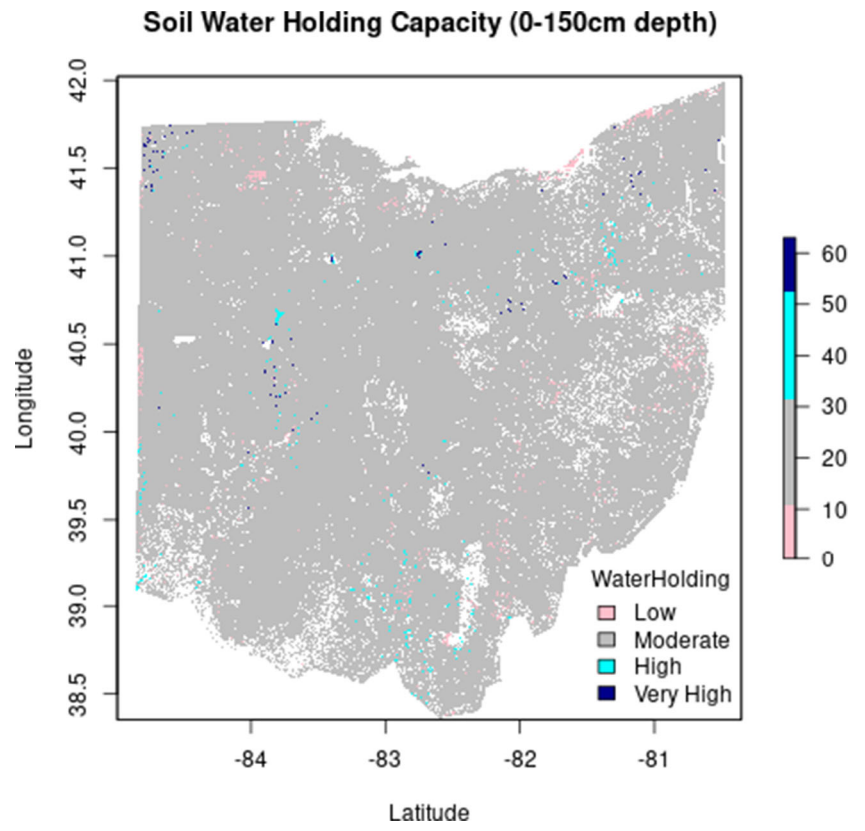 Soil Water Holding Capacity (0-150cm depth)
42.0
41.5
41.0
40.5
40.0
39.5
39.0
38.5
Longitude
-84
-83
-82
-81
Latitude
WaterHolding
Low
Moderate
High
Very High
60
50
40
30
20
10
0